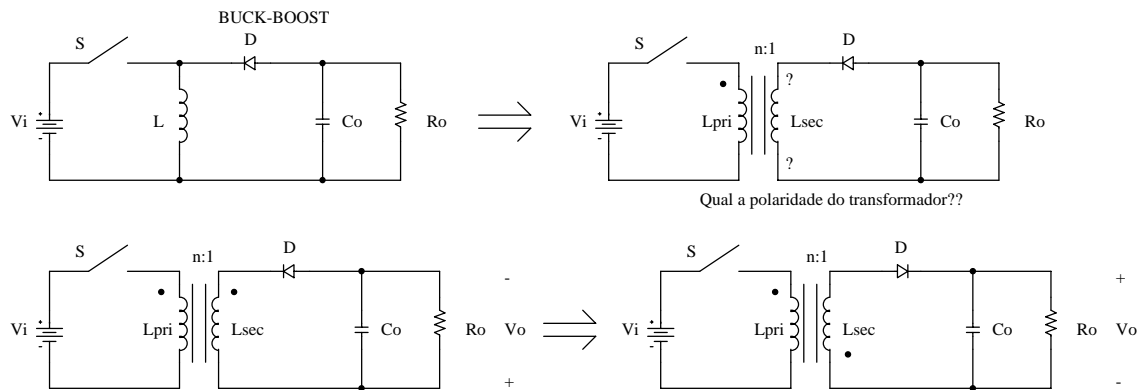 BUCK-BOOST
S
D
Vi
+
-
L
Co
Ro
S
n:1
D
?
Vi
+
-
Lpri
Lsec
Co
Ro
?
Qual a polaridade do transformador??
S
n:1
D
-
Vi
+
-
Lpri
Lsec
Co
Ro
Vo
+
S
n:1
D
+
Vi
+
-
Lpri
Lsec
Co
Ro
Vo
-